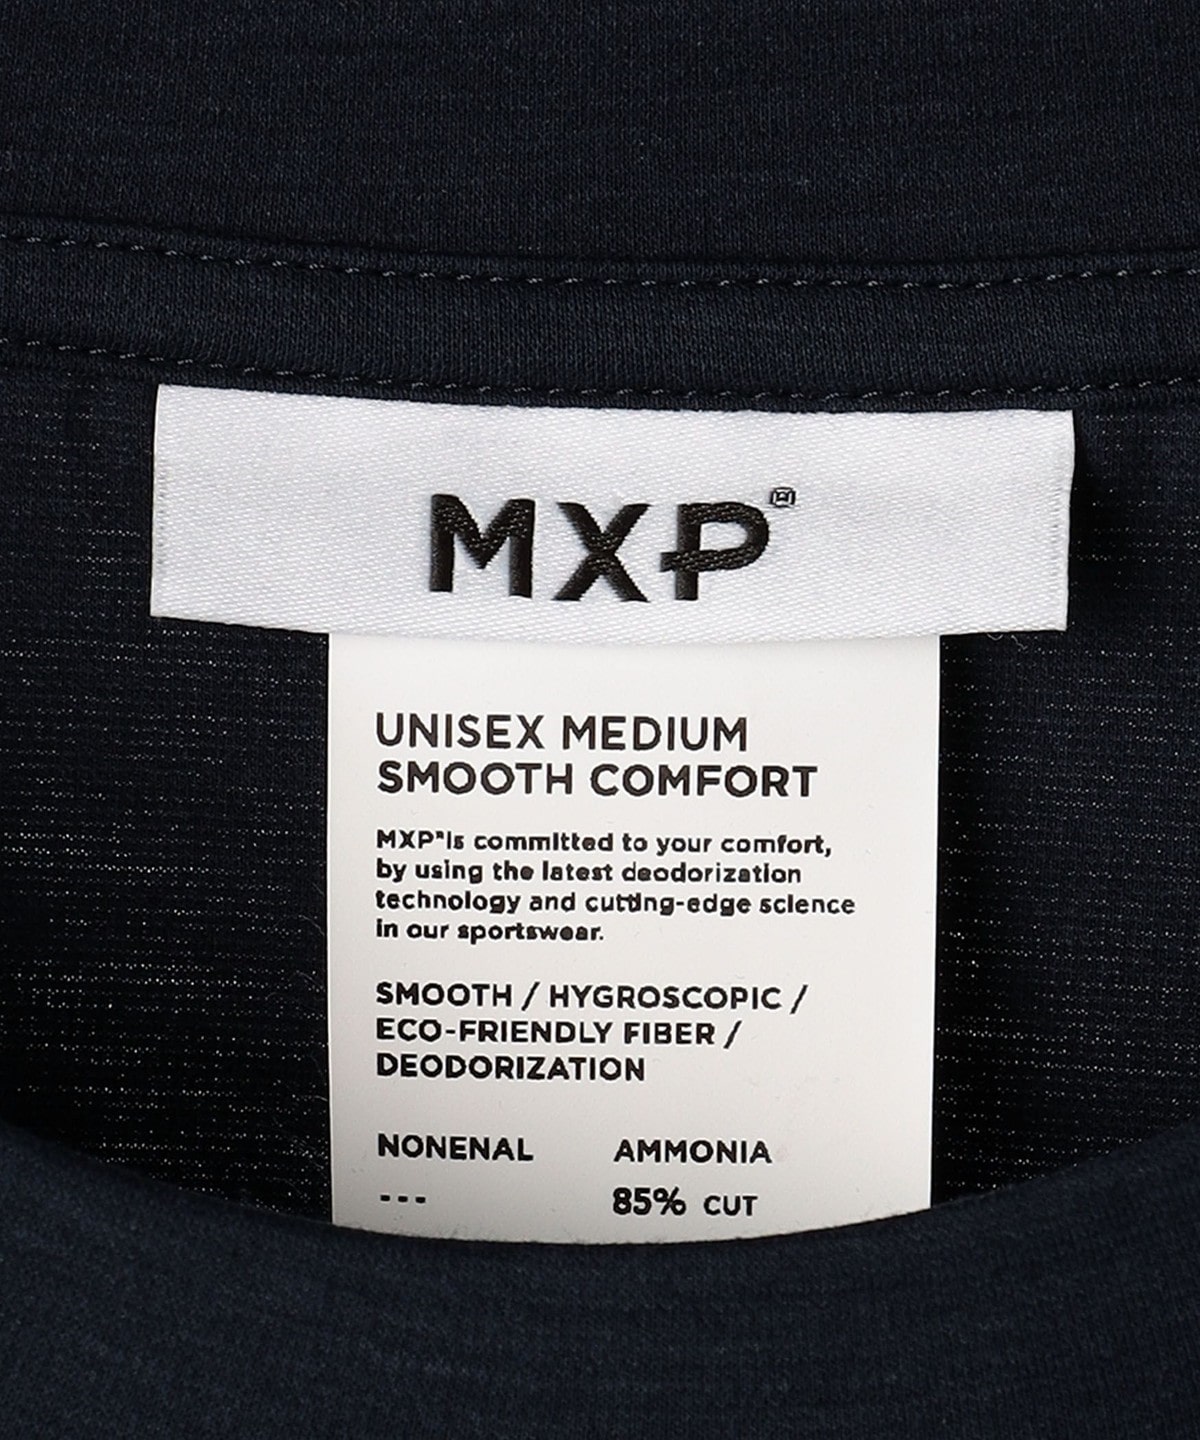 MXP®
UNISEX MEDIUM
SMOOTH COMFORT
MXP® is committed to your comfort,
by using the latest deodorization
technology and cutting-edge science
in our sportswear.
SMOOTH / HYGROSCOPIC /
ECO-FRIENDLY FIBER /
DEODORIZATION
NONENAL AMMONIA
--- 85% CUT